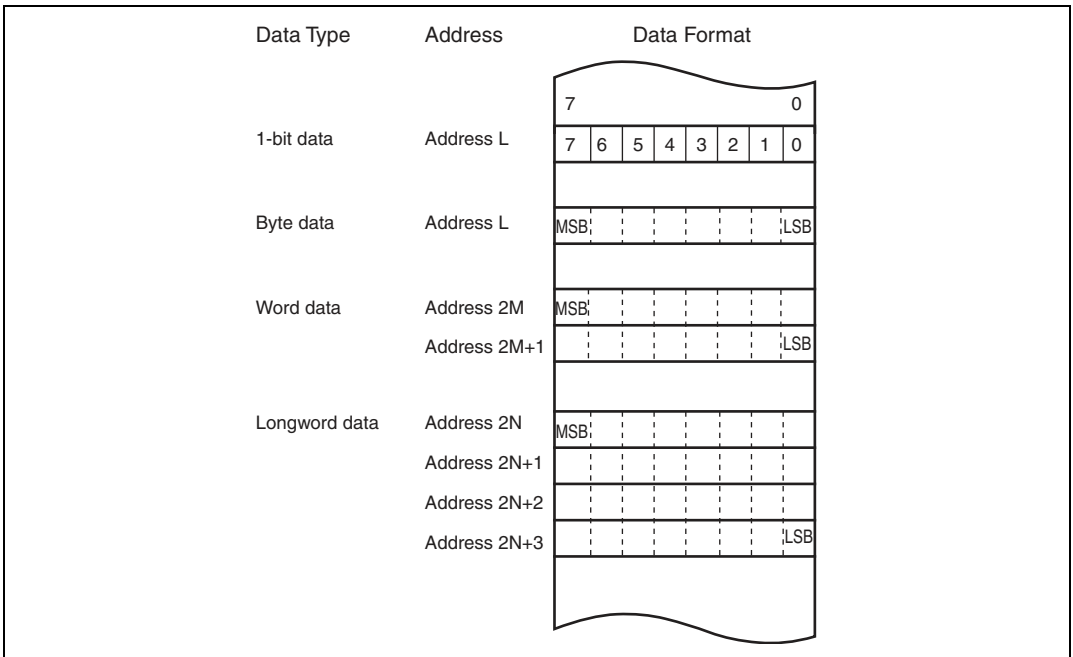 Data Type Address Data Format
7 0
1-bit data Address L 7 6 5 4 3 2 1 0
Byte data Address L MSB LSB
Word data Address 2M MSB
Address 2M+1 LSB
Longword data Address 2N MSB
Address 2N+1
Address 2N+2
Address 2N+3 LSB